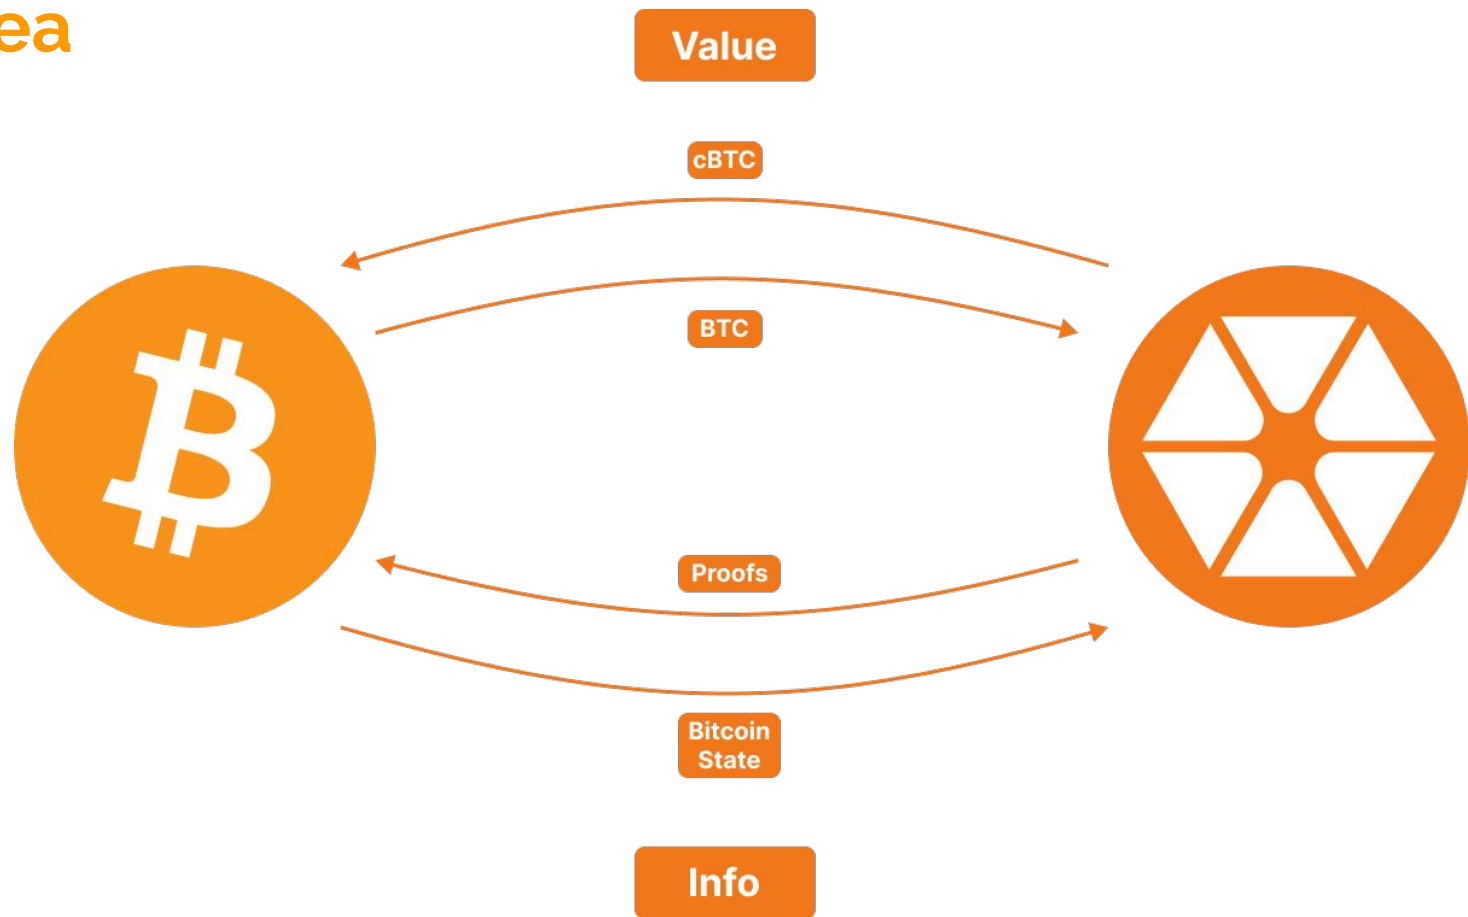 ea
Value
cBTC
BTC
Proofs
Bitcoin
State
Info